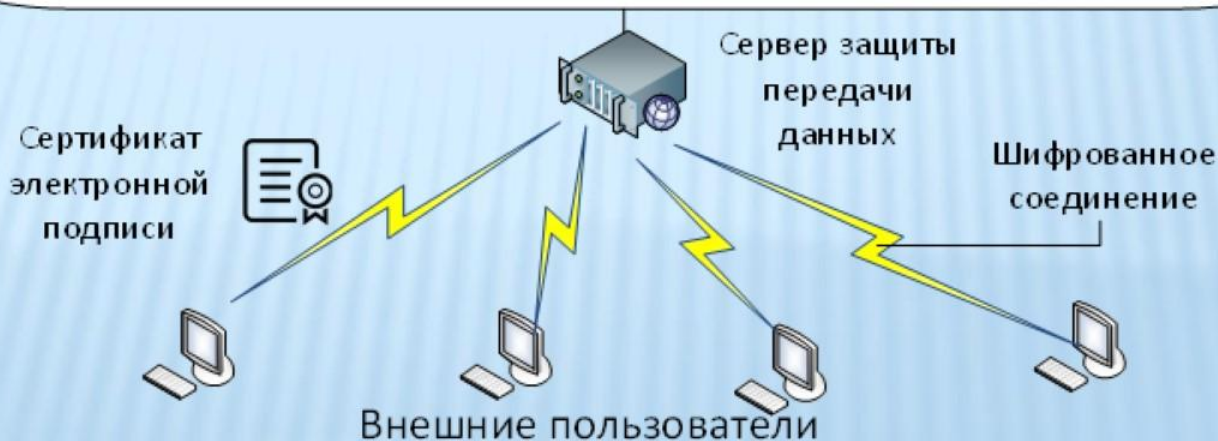 Сервер защиты
передачи
данных
Сертификат
электронной
подписи
Шифрованное
соединение
Внешние пользователи